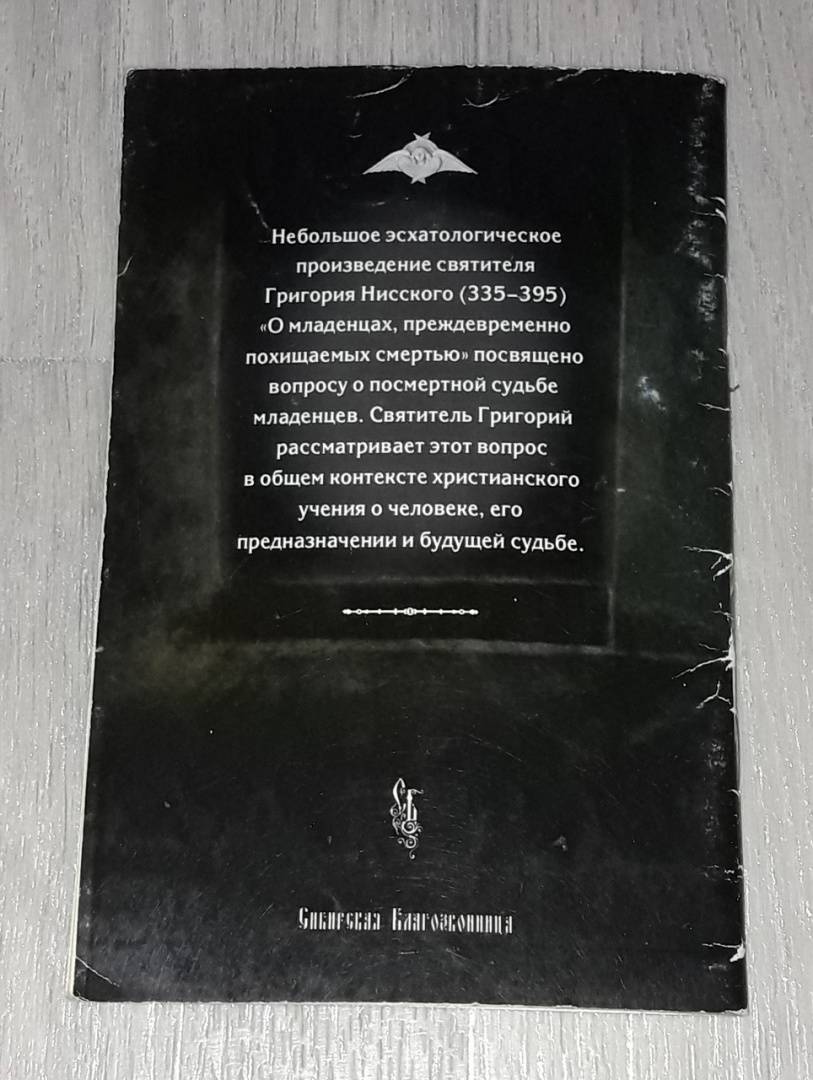 Небольшое эсхатологическое
произведение святителя
Григория Нисского (335–395)
«О младенцах, преждевременно
похищаемых смертью» посвящено
вопросу о посмертной судьбе
младенцев. Святитель Григорий
рассматривает этот вопрос
в общем контексте христианского
учения о человеке, его
предназначении и будущей судьбе.
СБ
Сибирская Благозвонница